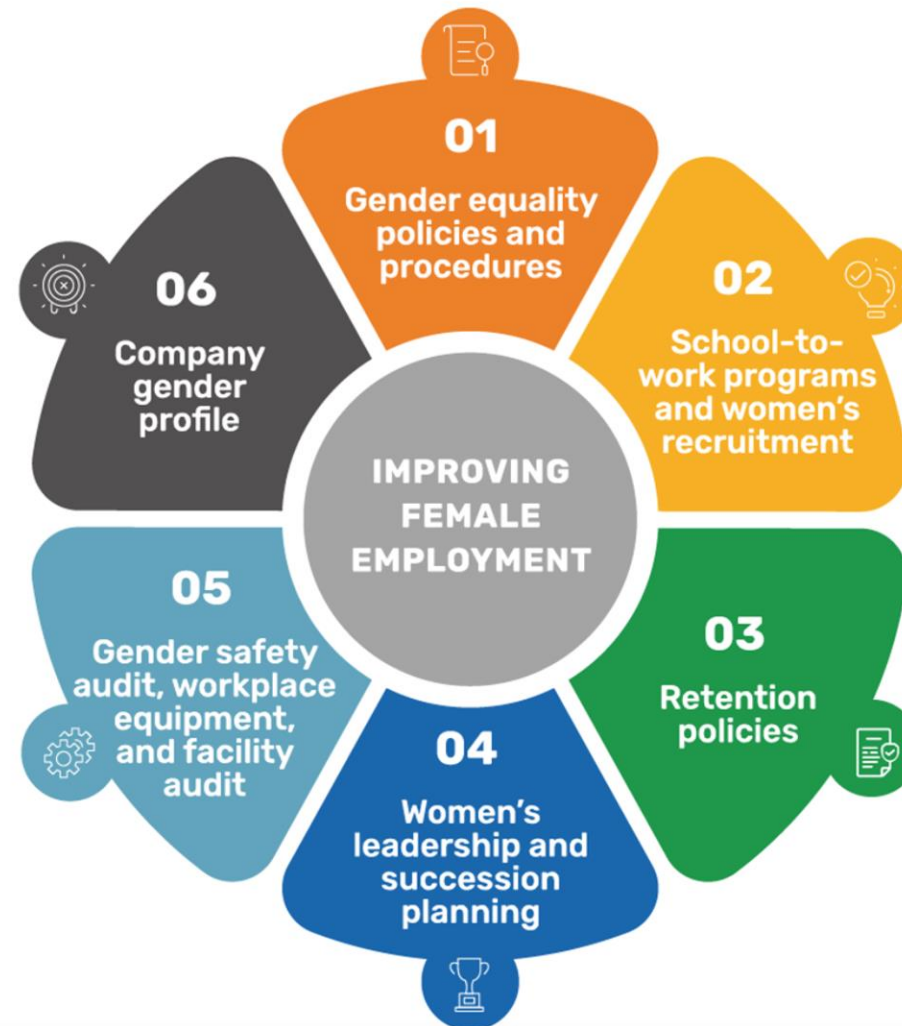 01
Gender equality
policies and
procedures
02
School-to-
work programs
and women’s
recruitment
03
Retention
policies
04
Women’s
leadership and
succession
planning
05
Gender safety
audit, workplace
equipment,
and facility
audit
06
Company
gender
profile
IMPROVING
FEMALE
EMPLOYMENT